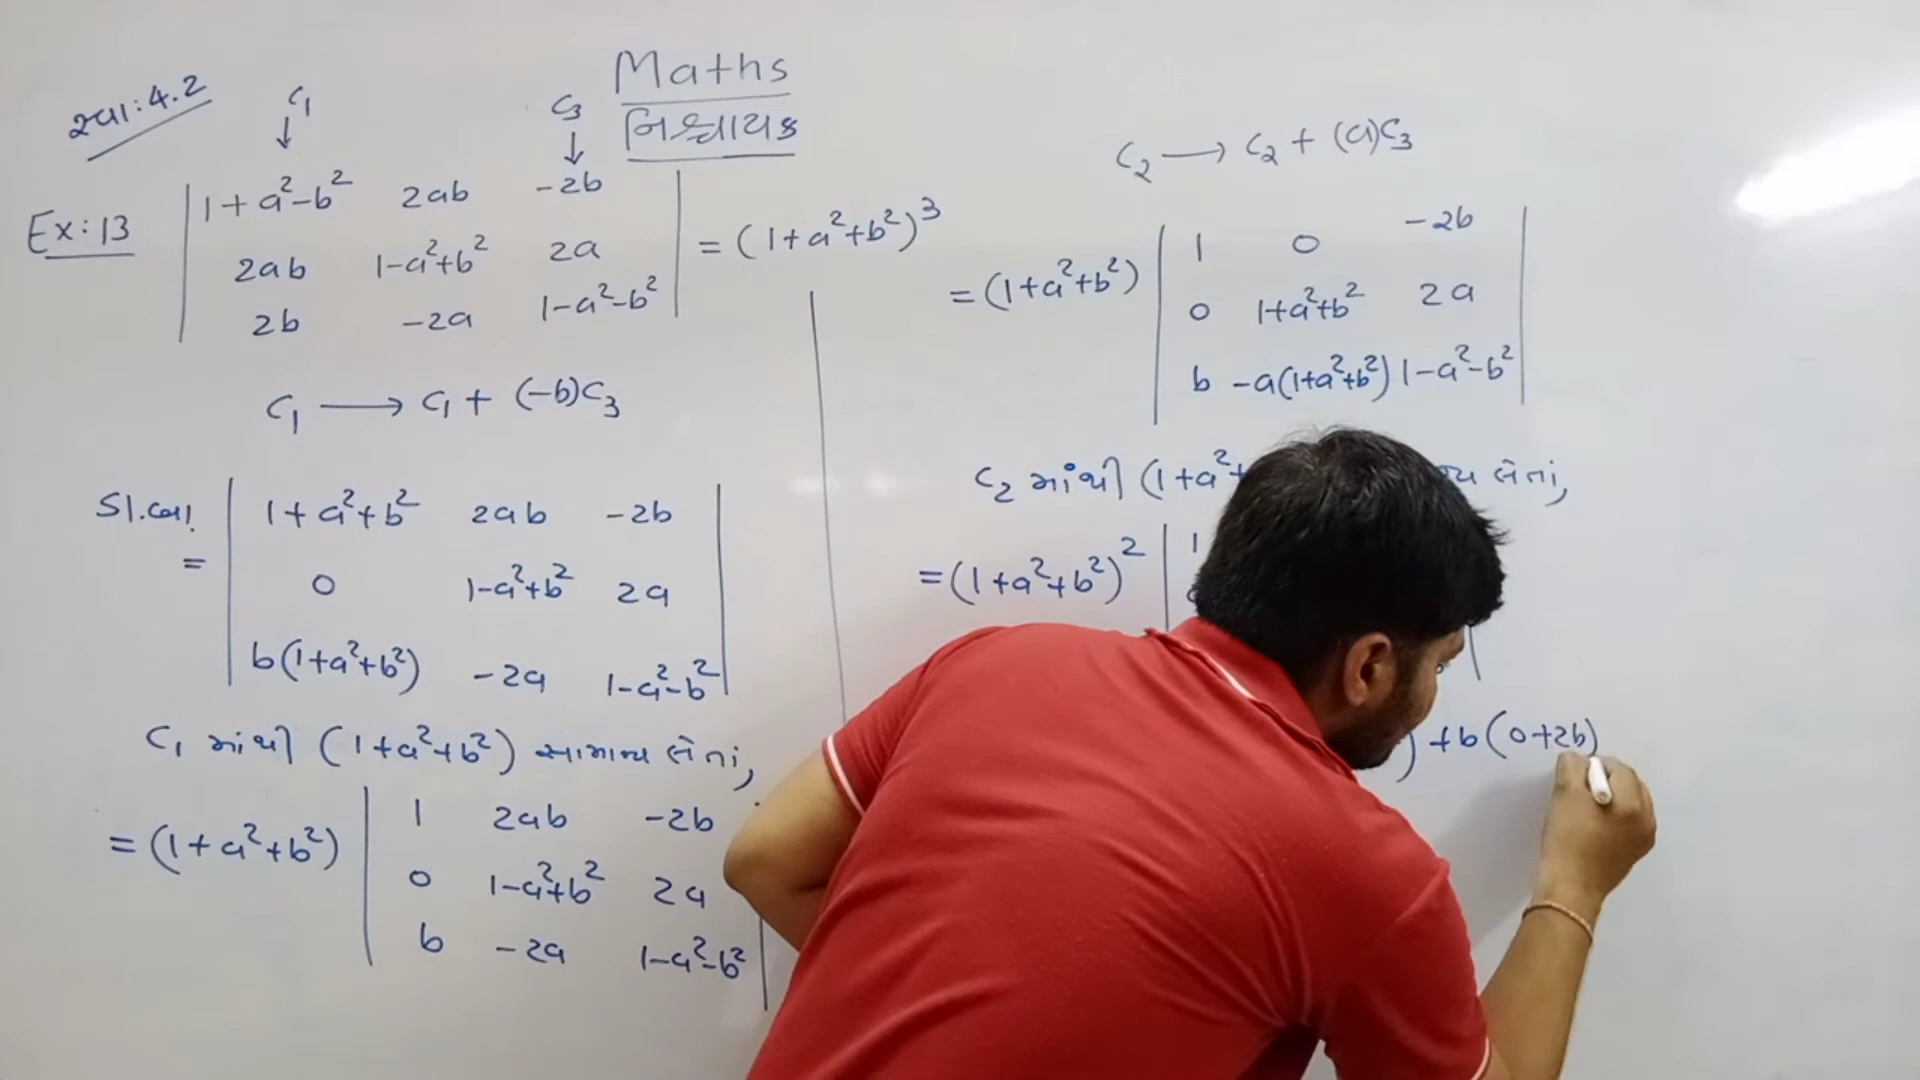 Maths
નિશ્ચાયક
સ્વા:4.2
C₁ C₃
↓ ↓
Ex:13
| 1+a²-b² 2ab -2b |
| 2ab 1-a²+b² 2a | = (1+a²+b²)³
| 2b -2a 1-a²-b² |
C₁ ⟶ C₁ + (-b)C₃
ડા.બા.
| 1+a²+b² 2ab -2b |
= | 0 1-a²+b² 2a |
| b(1+a²+b²) -2a 1-a²-b² |
C₁ માંથી (1+a²+b²) સામાન્ય લેતાં,
| 1 2ab -2b |
= (1+a²+b²) | 0 1-a²+b² 2a |
| b -2a 1-a²-b² |
C₂ ⟶ C₂ + (a)C₃
| 1 0 -2b |
= (1+a²+b²) | 0 1+a²+b² 2a |
| b -a(1+a²+b²) 1-a²-b² |
C₂ માંથી (1+a²+ લેતાં,
= (1+a²+b²)² | 1
) +b(0+2b)